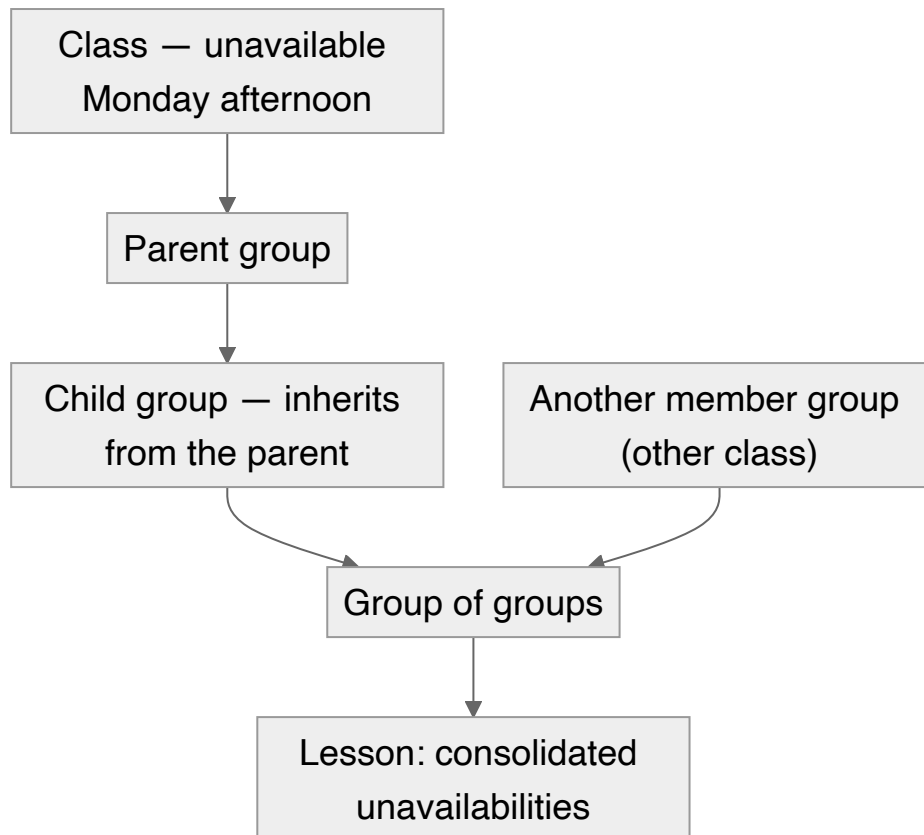 Class — unavailable
Monday afternoon
Parent group
Child group — inherits
from the parent
Another member group
(other class)
Group of groups
Lesson: consolidated
unavailabilities